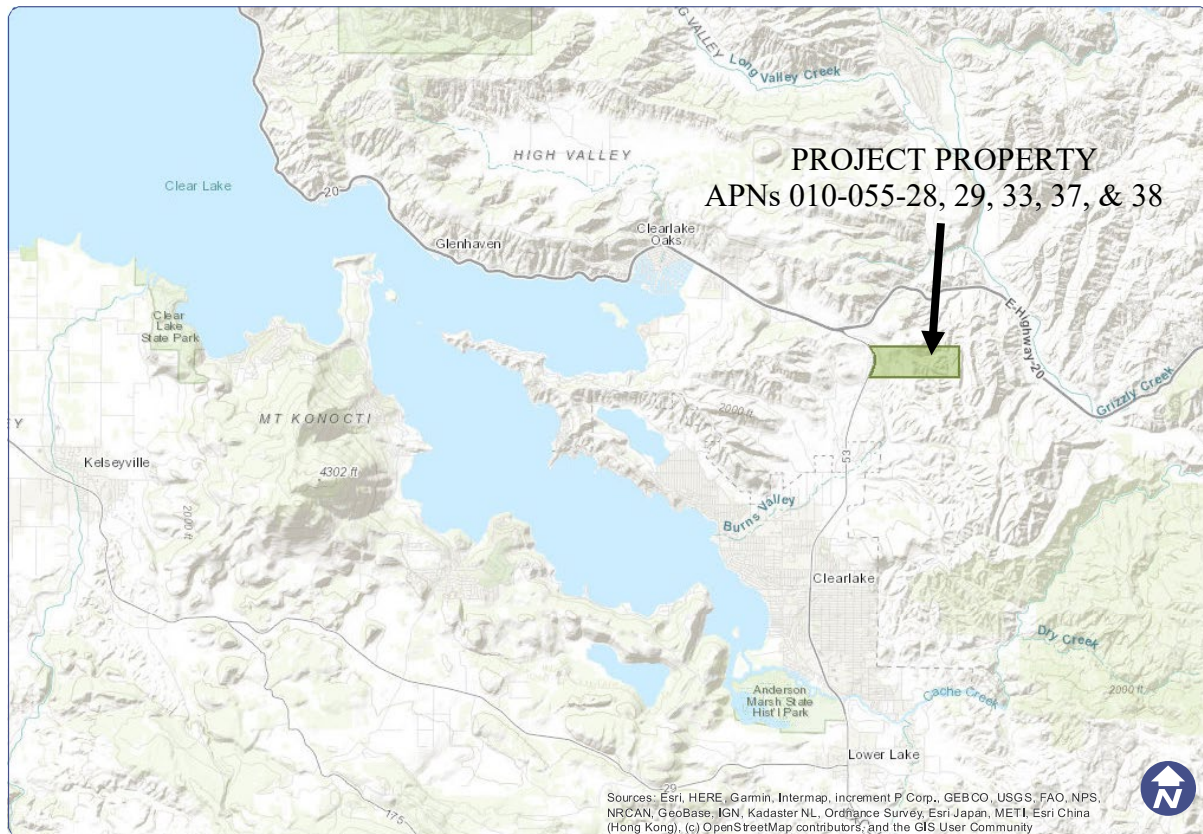 NG VALLEY
Long Valley Creek
HIGH VALLEY
PROJECT PROPERTY
APNs 010-055-28, 29, 33, 37, & 38
Clear Lake
20
Glenhaven
Clearlake
Oaks
E-Highway-20
Clear
Lake
State Park
Grizzly Creek
MT KONOCTI
2000 ft
EY
Kelseyville
4302 ft
53
2000 ft
Burns Valley
Clearlake
Dry Creek
Cache Creek
2000 ft
Anderson
Marsh State
Hist'l Park
Lower Lake
29
175
Sources: Esri, HERE, Garmin, Intermap, increment P Corp., GEBCO, USGS, FAO, NPS,
NRCAN, GeoBase, IGN, Kadaster NL, Ordnance Survey, Esri Japan, METI, Esri China
(Hong Kong), (c) OpenStreetMap contributors, and the GIS User Community
N